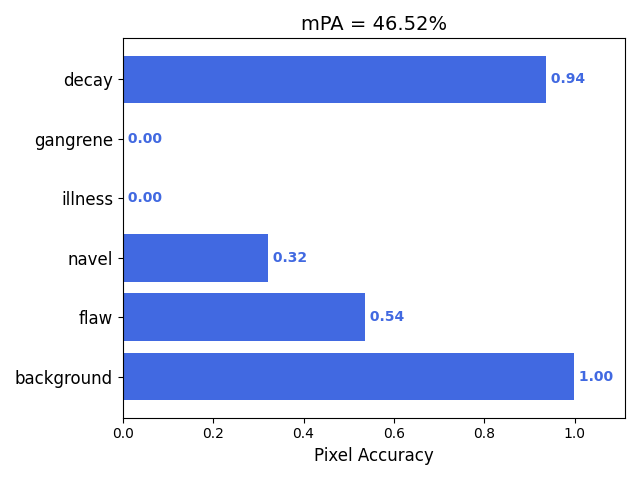 mPA = 46.52%
decay 0.94
gangrene 0.00
illness 0.00
navel 0.32
flaw 0.54
background 1.00
0.0 0.2 0.4 0.6 0.8 1.0
Pixel Accuracy